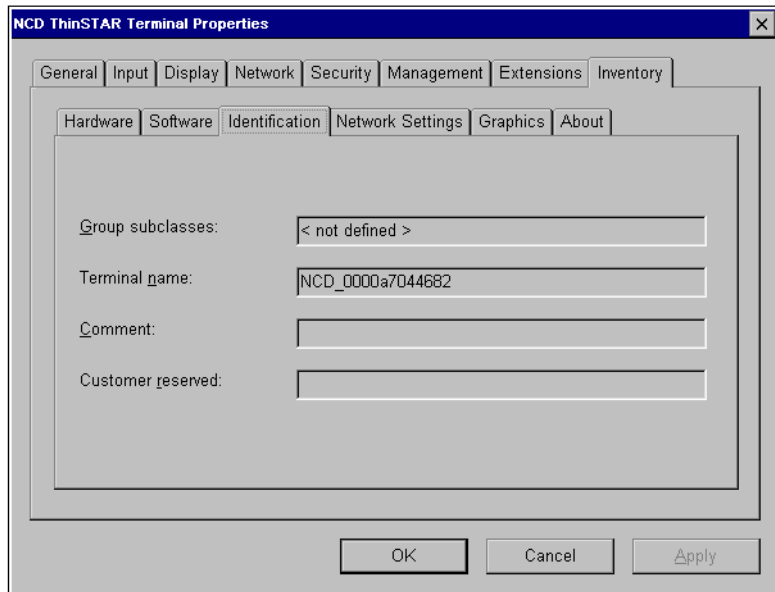 NCD ThinSTAR Terminal Properties
General Input Display Network Security Management Extensions Inventory
Hardware Software Identification Network Settings Graphics About
Group subclasses: < not defined >
Terminal name: NCD_0000a7044682
Comment:
Customer reserved:
OK Cancel Apply